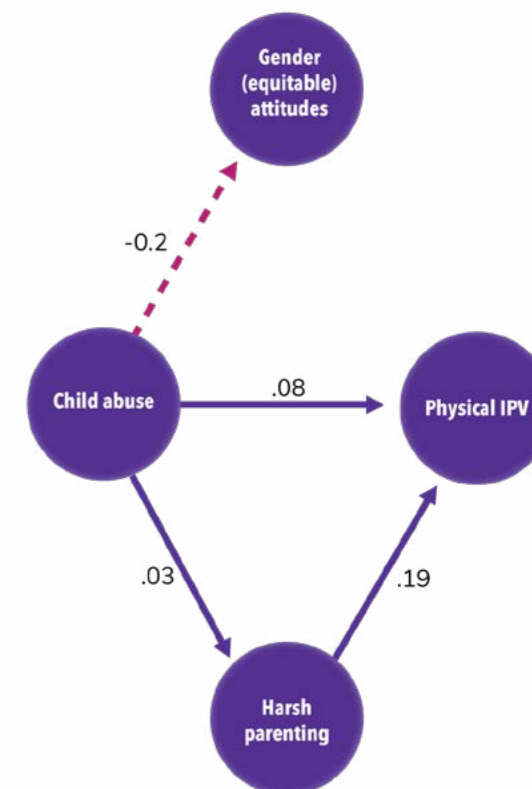 Gender
(equitable)
attitudes
-0.2
Child abuse
.08
Physical IPV
.03
.19
Harsh
parenting